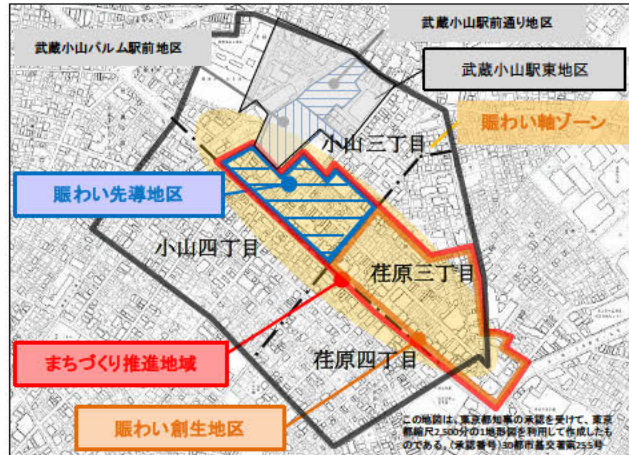 武蔵小山駅前通り地区
武蔵小山パルム駅前地区
武蔵小山駅東地区
小山三丁目
賑わい軸ゾーン
賑わい先導地区
小山四丁目
荏原三丁目
まちづくり推進地域
荏原四丁目
賑わい創生地区
この地図は、東京都知事の承認を受けて、東京
都縮尺2,500分の1地形図を利用して作成したも
のである。(承認番号)30都市基交著第255号